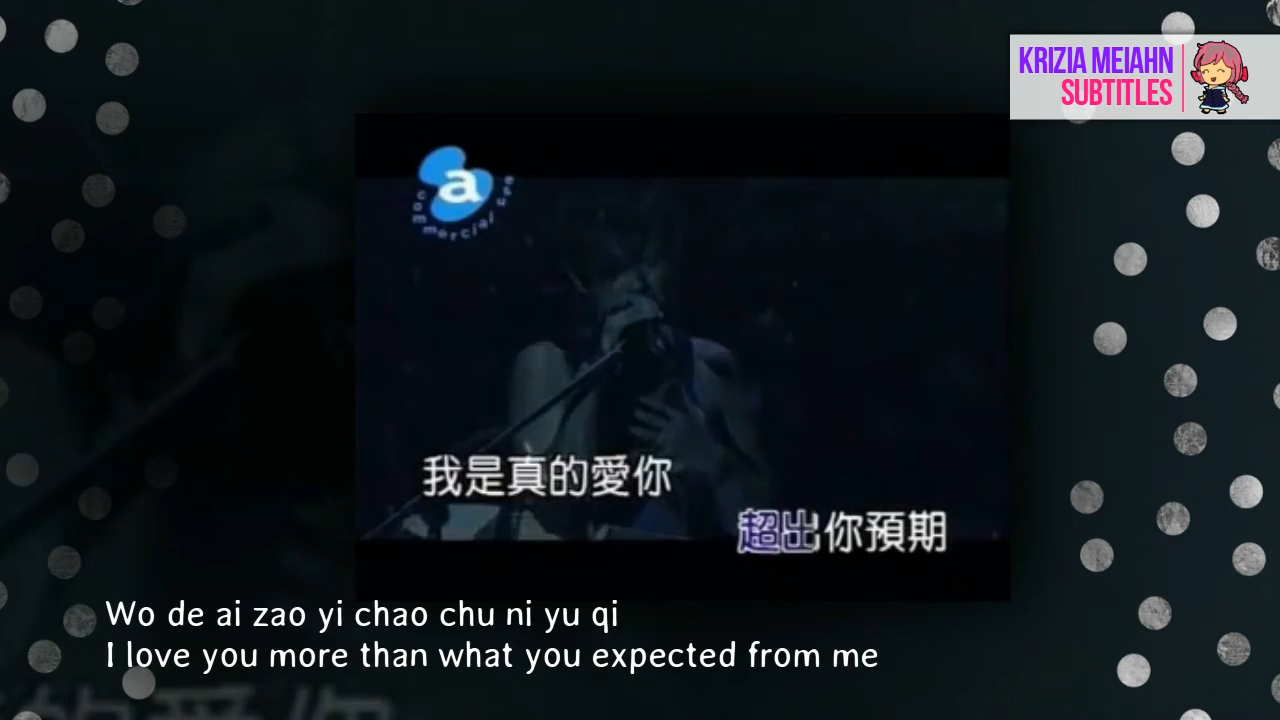 KRIZIA MEIAHN
SUBTITLES
a
commercial use
我是真的愛你
超出你預期
Wo de ai zao yi chao chu ni yu qi
I love you more than what you expected from me